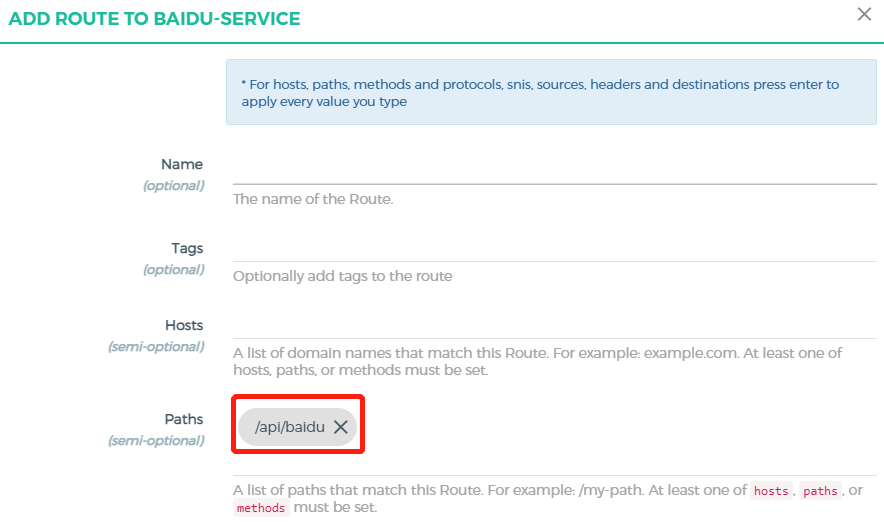 ADD ROUTE TO BAIDU-SERVICE
* For hosts, paths, methods and protocols, snis, sources, headers and destinations press enter to
apply every value you type
Name
(optional)
The name of the Route.
Tags
(optional)
Optionally add tags to the route
Hosts
(semi-optional)
A list of domain names that match this Route. For example: example.com. At least one of
hosts, paths, or methods must be set.
Paths
(semi-optional)
/api/baidu
A list of paths that match this Route. For example: /my-path. At least one of hosts, paths, or
methods must be set.